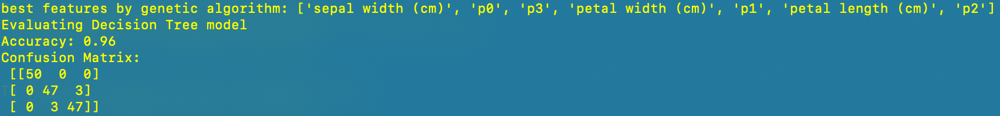 best features by genetic algorithm: ['sepal width (cm)', 'p0', 'p3', 'petal width (cm)', 'p1', 'petal length (cm)', 'p2']
Evaluating Decision Tree model
Accuracy: 0.96
Confusion Matrix:
 [[50  0  0]
 [ 0 47  3]
 [ 0  3 47]]